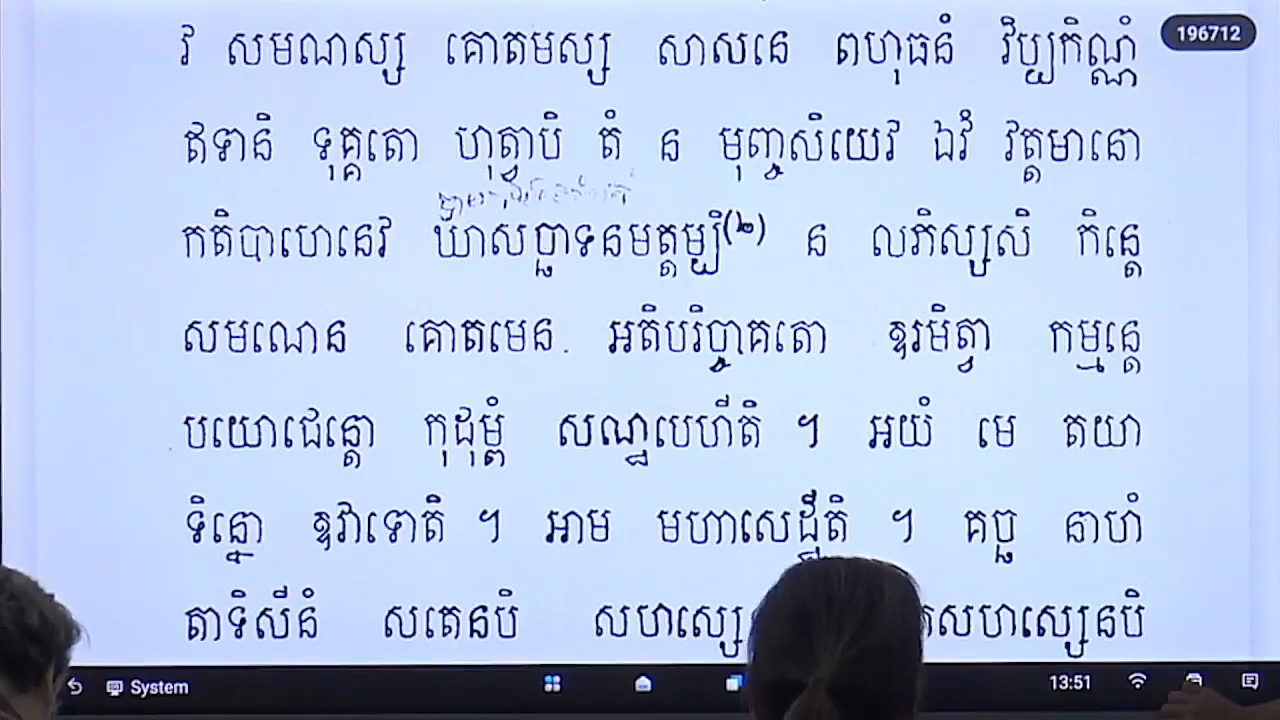 វ សមណស្ស គោតមស្ស សាសនេ ពហុធនំ វិប្បកិណ្ណំ
196712
ឥទានិ ទុគ្គតោ ហុត្វាបិ តំ ន មុញ្ចសិយេវ ឯវំ វត្តមានោ
កតិបាហេនេវ ឃាសច្ឆាទនមត្តម្បិ(២) ន លភិស្សសិ កិន្តេ
សមណេន គោតមេន អតិបរិច្ចាគតោ ឱរមិត្វា កម្មន្តេ
បយោជេន្តោ កុដុម្ពំ សណ្ឋបេហីតិ ។ អយំ មេ តយា
ទិន្នោ ឱវាទោតិ ។ អាម មហាសេដ្ឋីតិ ។ គច្ឆ នាហំ
តាទិសីនំ សតេនបិ សហស្សេ សហស្សេនបិ
System 13:51